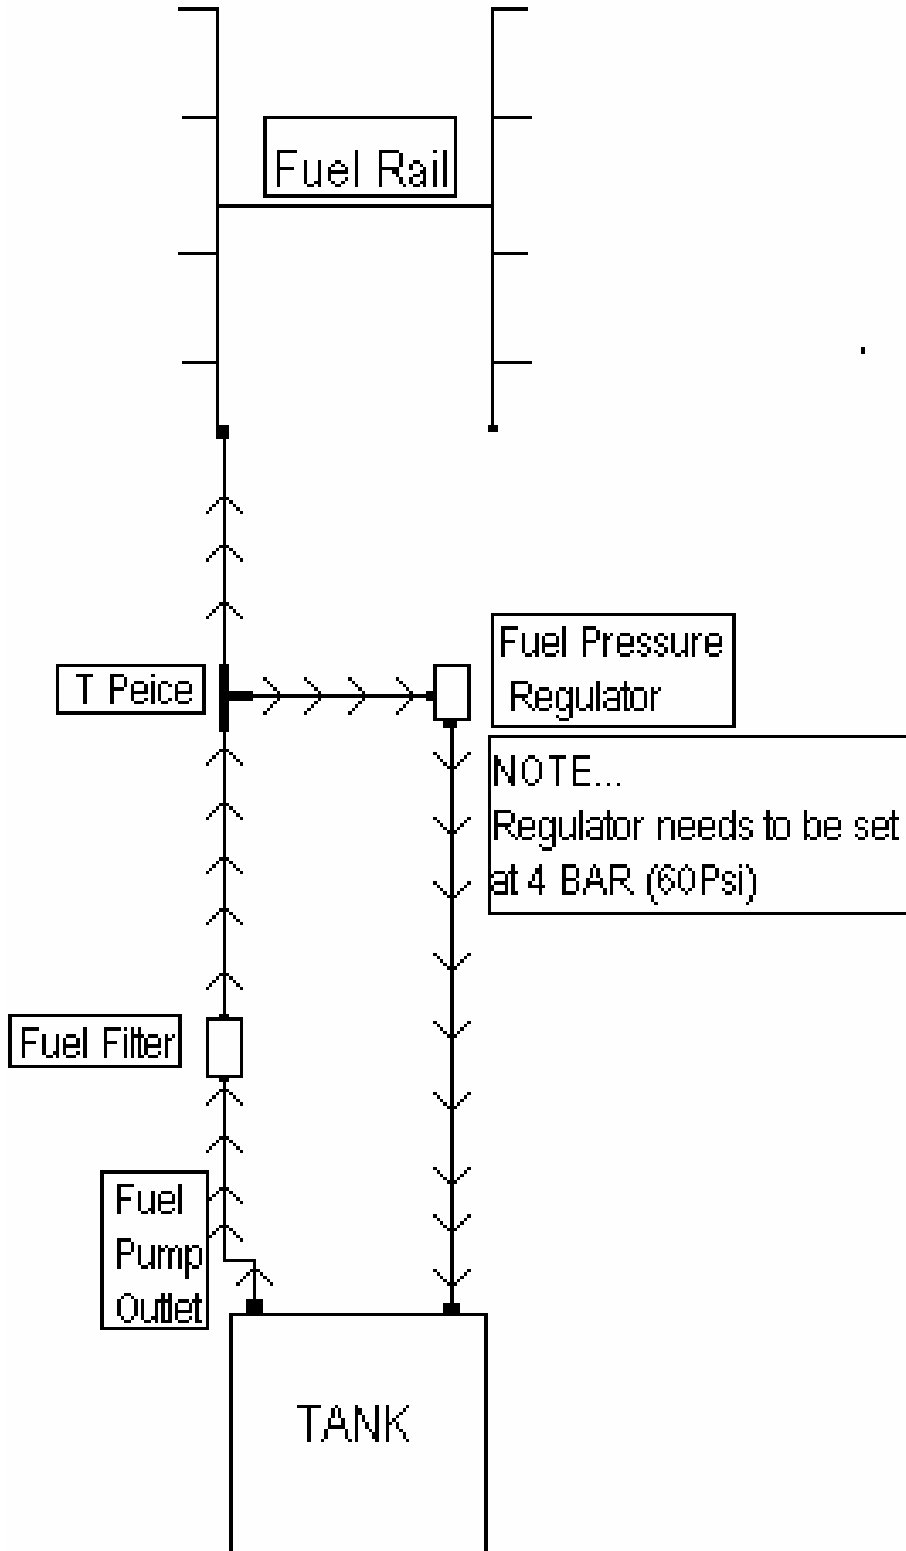 Fuel Rail
T Peice
Fuel Pressure
Regulator
NOTE...
Regulator needs to be set
at 4 BAR (60Psi)
Fuel Filter
Fuel
Pump
Outlet
TANK